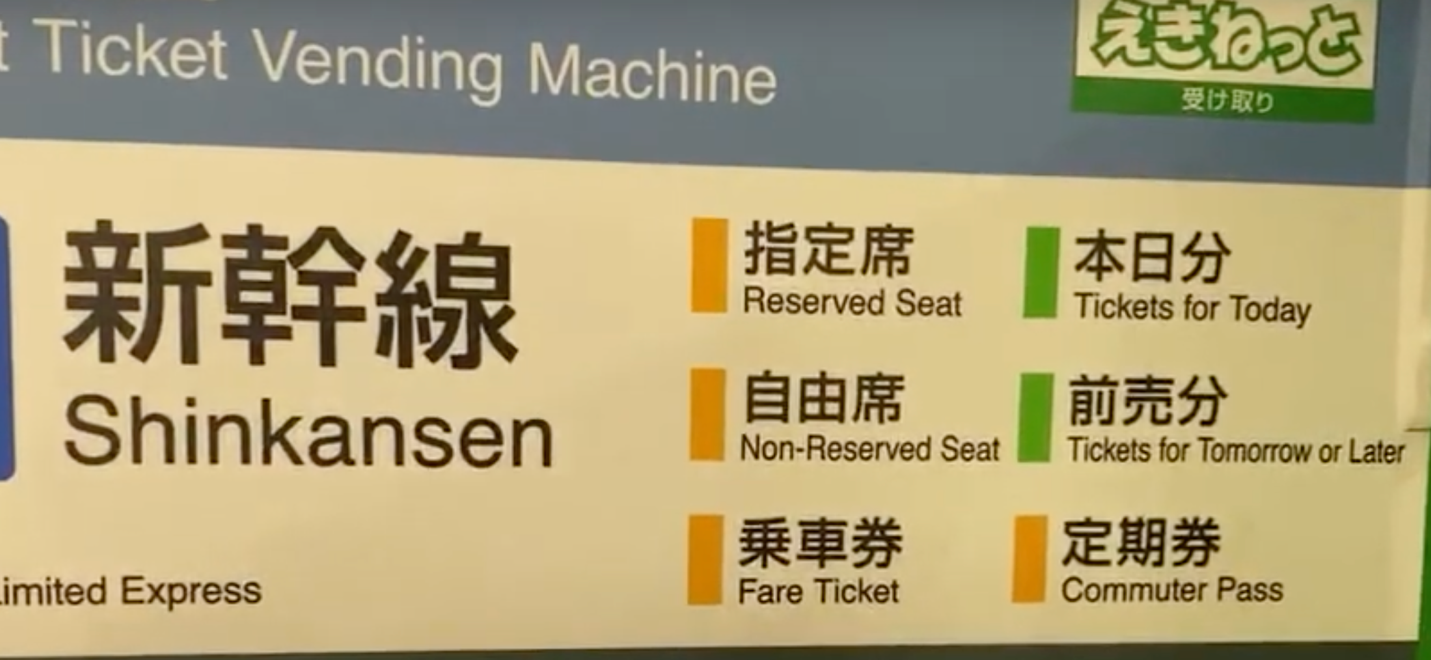 Ticket Vending Machine
えきねっと
受け取り
新幹線
Shinkansen
指定席
Reserved Seat
本日分
Tickets for Today
自由席
Non-Reserved Seat
前売分
Tickets for Tomorrow or Later
乗車券
Fare Ticket
定期券
Commuter Pass
Limited Express